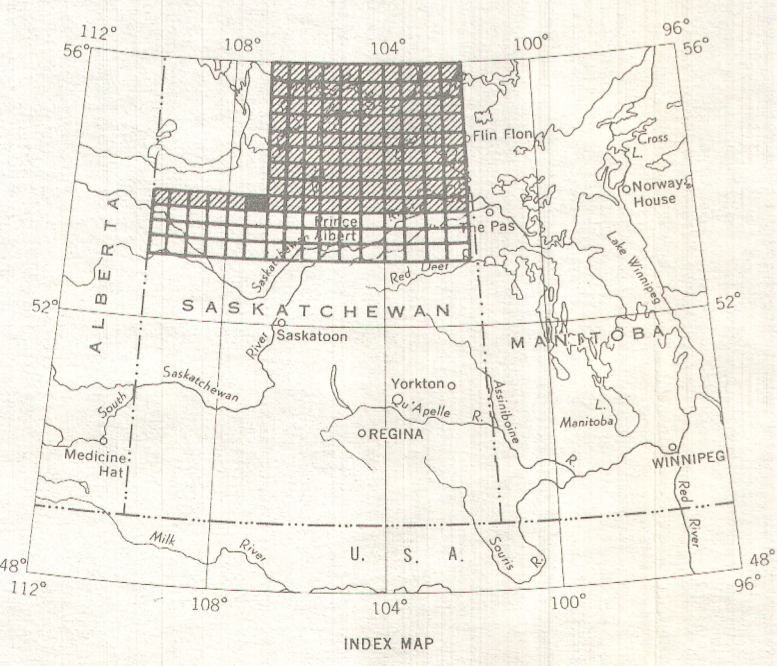 112° 108° 104° 100° 96°
56° 56°
Flin Flon
Cross
L.
Norway
House
Prince
Albert
The Pas
Saskatchewan
Red Deer
R.
Lake Winnipeg
ALBERTA
52° SASKATCHEWAN 52°
MANITOBA
River
Saskatoon
Saskatchewan
South
Yorkton
Qu'Apelle R.
Assiniboine
R.
L.
Manitoba
REGINA
Medicine
Hat
WINNIPEG
Red
River
Milk River
U. S. A.
Souris
R.
48° 48°
112° 108° 104° 100° 96°
INDEX MAP